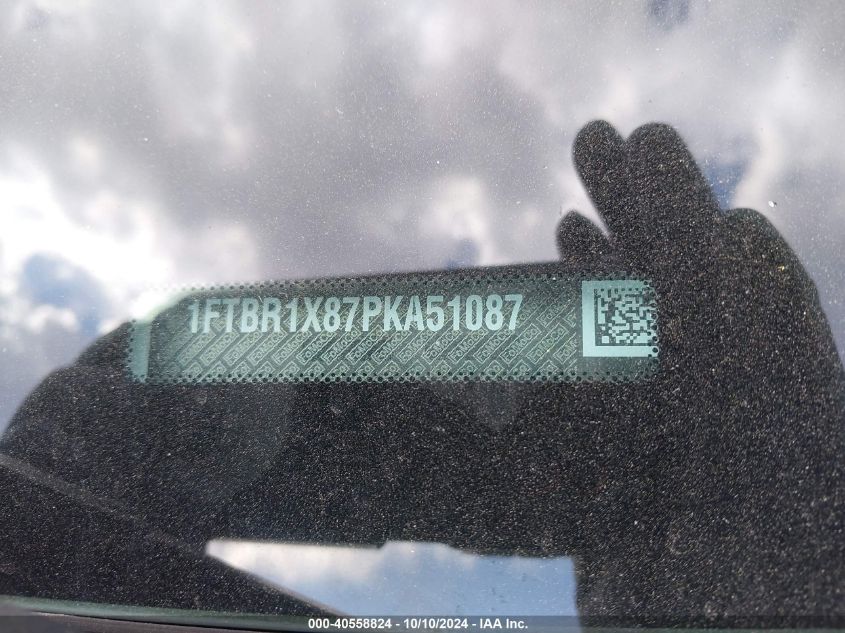 1FTBR1X87PKA51087
000-40558824 - 10/10/2024 - IAA Inc.